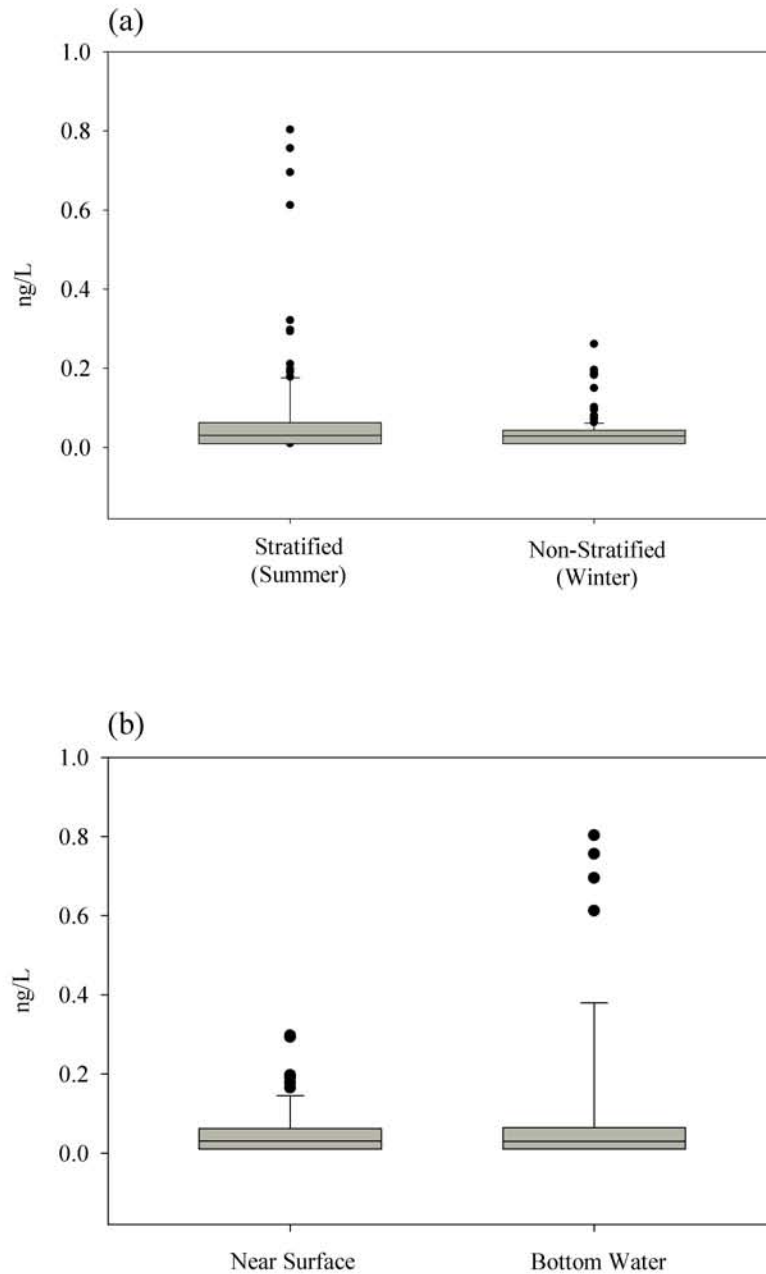 (a)
1.0
0.8
0.6
0.4
0.2
0.0
ng/L
Stratified
(Summer)
Non-Stratified
(Winter)
(b)
1.0
0.8
0.6
0.4
0.2
0.0
ng/L
Near Surface
Bottom Water